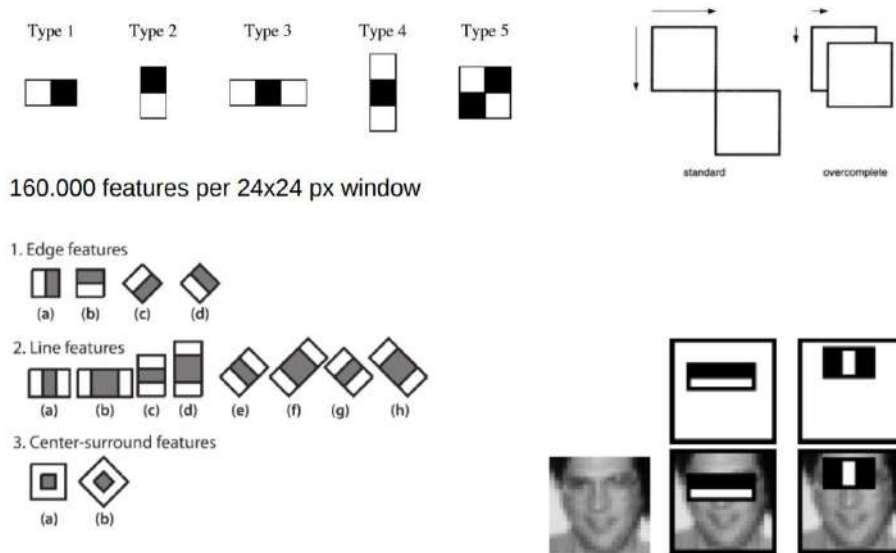 Type 1 Type 2 Type 3 Type 4 Type 5
standard overcomplete
160.000 features per 24x24 px window
1. Edge features
(a) (b) (c) (d)
2. Line features
(a) (b) (c) (d) (e) (f) (g) (h)
3. Center-surround features
(a) (b)